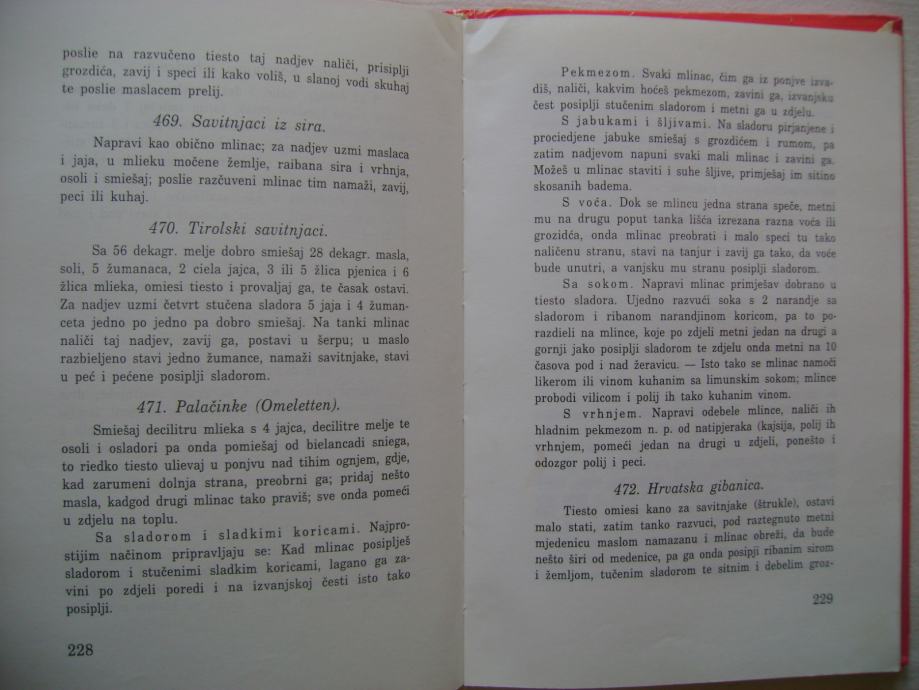 poslie na razvučeno tiesto taj nadjev naliči, prisiplji
grozdića, zavij i speci ili kako voliš, u slanoj vodi skuhaj
te poslie maslacem prelij.
469. Savitnjaci iz sira.
Napravi kao obično mlinac; za nadjev uzmi maslaca
i jaja, u mlieku močene žemlje, raibana sira i vrhnja,
osoli i smiešaj; poslie razčuveni mlinac tim namaži, zavij,
peci ili kuhaj.
470. Tirolski savitnjaci.
Sa 56 dekagr. melje dobro smiešaj 28 dekagr. masla,
soli, 5 žumanaca, 2 ciela jajca, 3 ili 5 žlica pjenica i 6
žlica mlieka, omiesi tiesto i provaljaj ga, te časak ostavi.
Za nadjev uzmi četvrt stučena sladora 5 jaja i 4 žuman-
ceta jedno po jedno pa dobro smiešaj. Na tanki mlinac
naliči taj nadjev, zavij ga, postavi u šerpu; u maslo
razbieljeno stavi jedno žumance, namaži savitnjake, stavi
u peć i pećene posiplji sladorom.
471. Palačinke (Omeletten).
Smiešaj decilitru mlieka s 4 jajca, decilitre melje te
osoli i osladori pa onda pomiešaj od bielancadi sniega,
to riedko tiesto ulievaj u ponjvu nad tihim ognjem, gdje,
kad zarumeni dolnja strana, preobrni ga; pridaj nešto
masla, kadgod drugi mlinac tako praviš; sve onda pomeći
u zdjelu na toplu.
Sa sladorom i sladkimi koricami. Najpro-
stijim načinom pripravljaju se: Kad mlinac posiplješ
sladorom i stučenimi sladkim koricami, lagano ga za-
vini po zdjeli poredi i na izvanjskoj česti isto tako
posiplji.
228
Pekmezom. Svaki mlinac, čim ga iz ponjve izva-
diš, naliči, kakvim hoćeš pekmezom, zavini ga, izvanjsku
čest posiplji stučenim sladorom i metni ga u zdjelu.
S jabukami i šljivami. Na sladoru pirjanjene i
prociedjene jabuke smiešaj s grozdićem i rumom, pa
zatim nadjevom napuni svaki mali mlinac i zavini ga.
Možeš u mlinac staviti i suhe šljive, primješaj im sitino
skosanih badema.
S voća. Dok se mlincu jedna strana speče, metni
mu na drugu poput tanka lišća izrezana razna voća ili
grozidća, onda mlinac preobrati i malo speci tu tako
naličenu stranu, stavi na tanjur i zavij ga tako, da voće
bude unutri, a vanjsku mu stranu posiplji sladorom.
Sa sokom. Napravi mlinac primješav dobrano u
tiesto sladora. Ujedno razvući soka s 2 narandje sa
sladorom i ribanom narandjinom koricom, pa to po-
razdieli na mlince, koje po zdjeli metni jedan na drugi a
gornji jako posiplji sladorom te zdjelu onda metni na 10
časova pod i nad žeravicu. — Isto tako se mlinac namoči
likerom ili vinom kuhanim sa limunskim sokom; mlince
probodi vilicom i polij ih tako kuhanim vinom.
S vrhnjem. Napravi odebele mlince, naliči ih
hladnim pekmezom n. p. od natipjeraka (kajsija, polij ih
vrhnjem, pomeći jedan na drugi u zdjeli, ponešto i
odozgor polij i peci.
472. Hrvatska gibanica.
Tiesto omiesi kano za savitnjake (štrukle), ostavi
malo stati, zatim tanko razvuci, pod raztegnuto metni
mjedenicu maslom namazanu i mlinac obreži, da bude
nešto širi od medenice, pa ga onda posipji ribanim sirom
i žemljom, tučenim sladorom te sitnim i debelim groz-
229